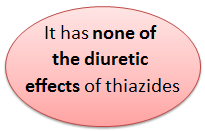 It has none of
the diuretic
effects of thiazides